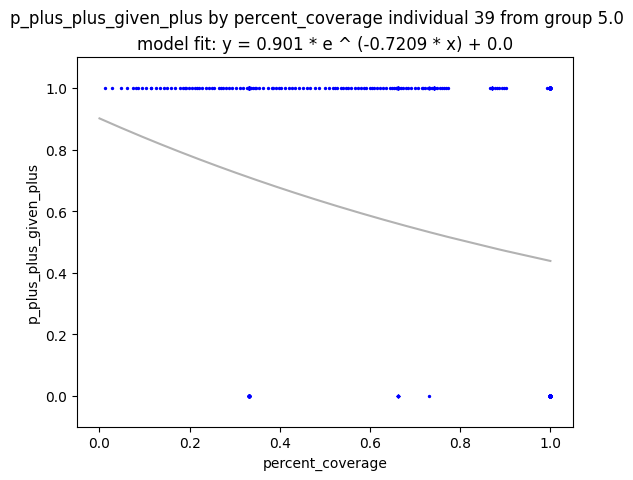 p_plus_plus_given_plus by percent_coverage individual 39 from group 5.0
model fit: y = 0.901 * e ^ (-0.7209 * x) + 0.0
1.0
0.8
0.6
0.4
0.2
0.0
p_plus_plus_given_plus
0.0 0.2 0.4 0.6 0.8 1.0
percent_coverage